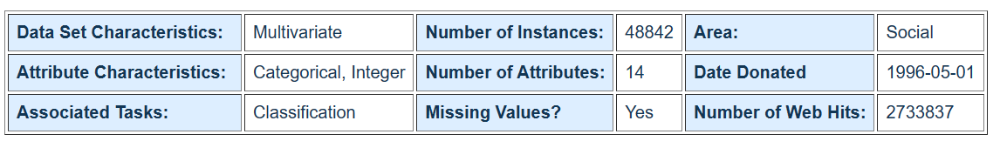 Data Set Characteristics: Multivariate Number of Instances: 48842 Area: Social
Attribute Characteristics: Categorical, Integer Number of Attributes: 14 Date Donated 1996-05-01
Associated Tasks: Classification Missing Values? Yes Number of Web Hits: 2733837